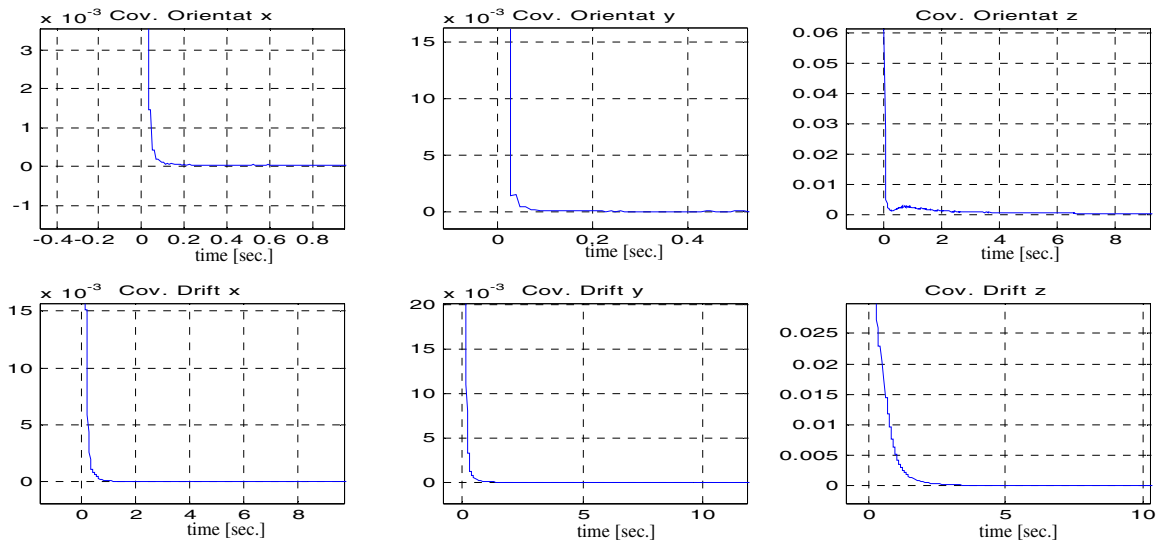 x 10⁻³ Cov. Orientat x
3
2
1
0
-1
-0.4 -0.2 0 0.2 0.4 0.6 0.8
time [sec.]
x 10⁻³ Cov. Orientat y
15
10
5
0
0 0.2 0.4
time [sec.]
Cov. Orientat z
0.06
0.05
0.04
0.03
0.02
0.01
0
0 2 4 6 8
time [sec.]
x 10⁻³ Cov. Drift x
15
10
5
0
0 2 4 6 8
time [sec.]
x 10⁻³ Cov. Drift y
20
15
10
5
0
0 5 10
time [sec.]
Cov. Drift z
0.025
0.02
0.015
0.01
0.005
0
0 5 10
time [sec.]